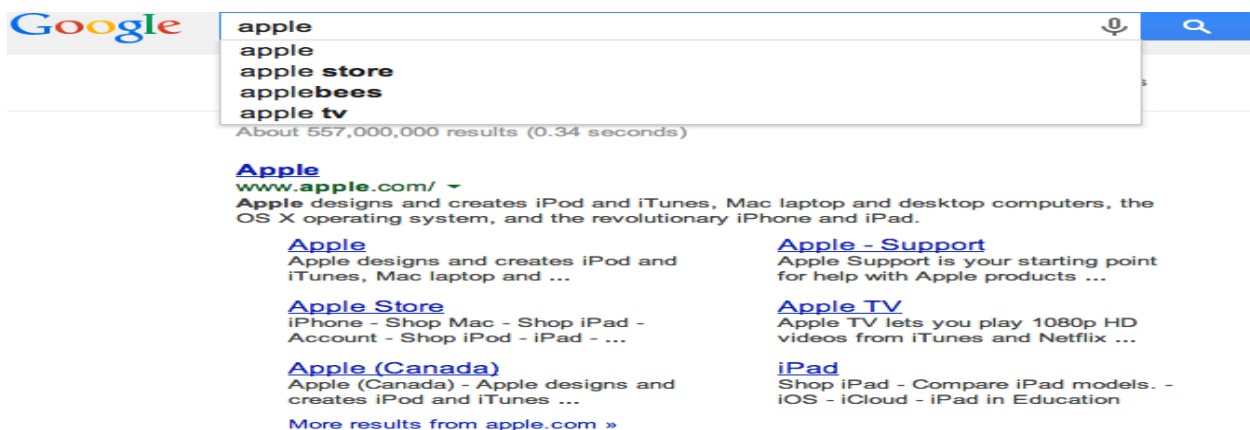 Google
apple
apple
apple store
applebees
apple tv
About 557,000,000 results (0.34 seconds)
Apple
www.apple.com/
Apple designs and creates iPod and iTunes, Mac laptop and desktop computers, the
OS X operating system, and the revolutionary iPhone and iPad.
Apple
Apple designs and creates iPod and
iTunes, Mac laptop and ...
Apple - Support
Apple Support is your starting point
for help with Apple products ...
Apple Store
iPhone - Shop Mac - Shop iPad -
Account - Shop iPod - iPad - ...
Apple TV
Apple TV lets you play 1080p HD
videos from iTunes and Netflix ...
Apple (Canada)
Apple (Canada) - Apple designs and
creates iPod and iTunes ...
iPad
Shop iPad - Compare iPad models. -
iOS - iCloud - iPad in Education
More results from apple.com »